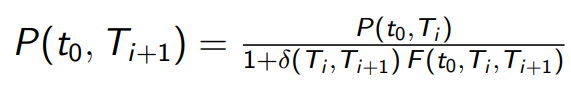 P(t₀, Tᵢ₊₁) = P(t₀,Tᵢ) / 1+δ(Tᵢ,Tᵢ₊₁) F(t₀,Tᵢ,Tᵢ₊₁)